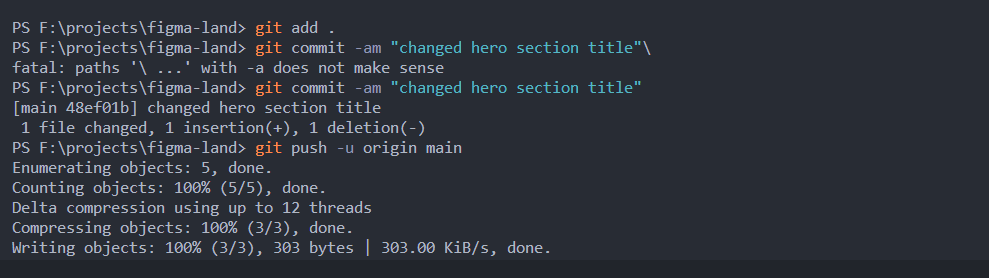 PS F:\projects\figma-land> git add .
PS F:\projects\figma-land> git commit -am "changed hero section title"\
fatal: paths '\ ...' with -a does not make sense
PS F:\projects\figma-land> git commit -am "changed hero section title"
[main 48ef01b] changed hero section title
 1 file changed, 1 insertion(+), 1 deletion(-)
PS F:\projects\figma-land> git push -u origin main
Enumerating objects: 5, done.
Counting objects: 100% (5/5), done.
Delta compression using up to 12 threads
Compressing objects: 100% (3/3), done.
Writing objects: 100% (3/3), 303 bytes | 303.00 KiB/s, done.